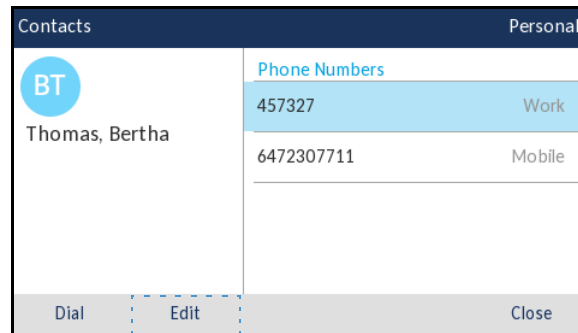 Contacts Personal
BT
Thomas, Bertha
Phone Numbers
457327 Work
6472307711 Mobile
Dial Edit Close